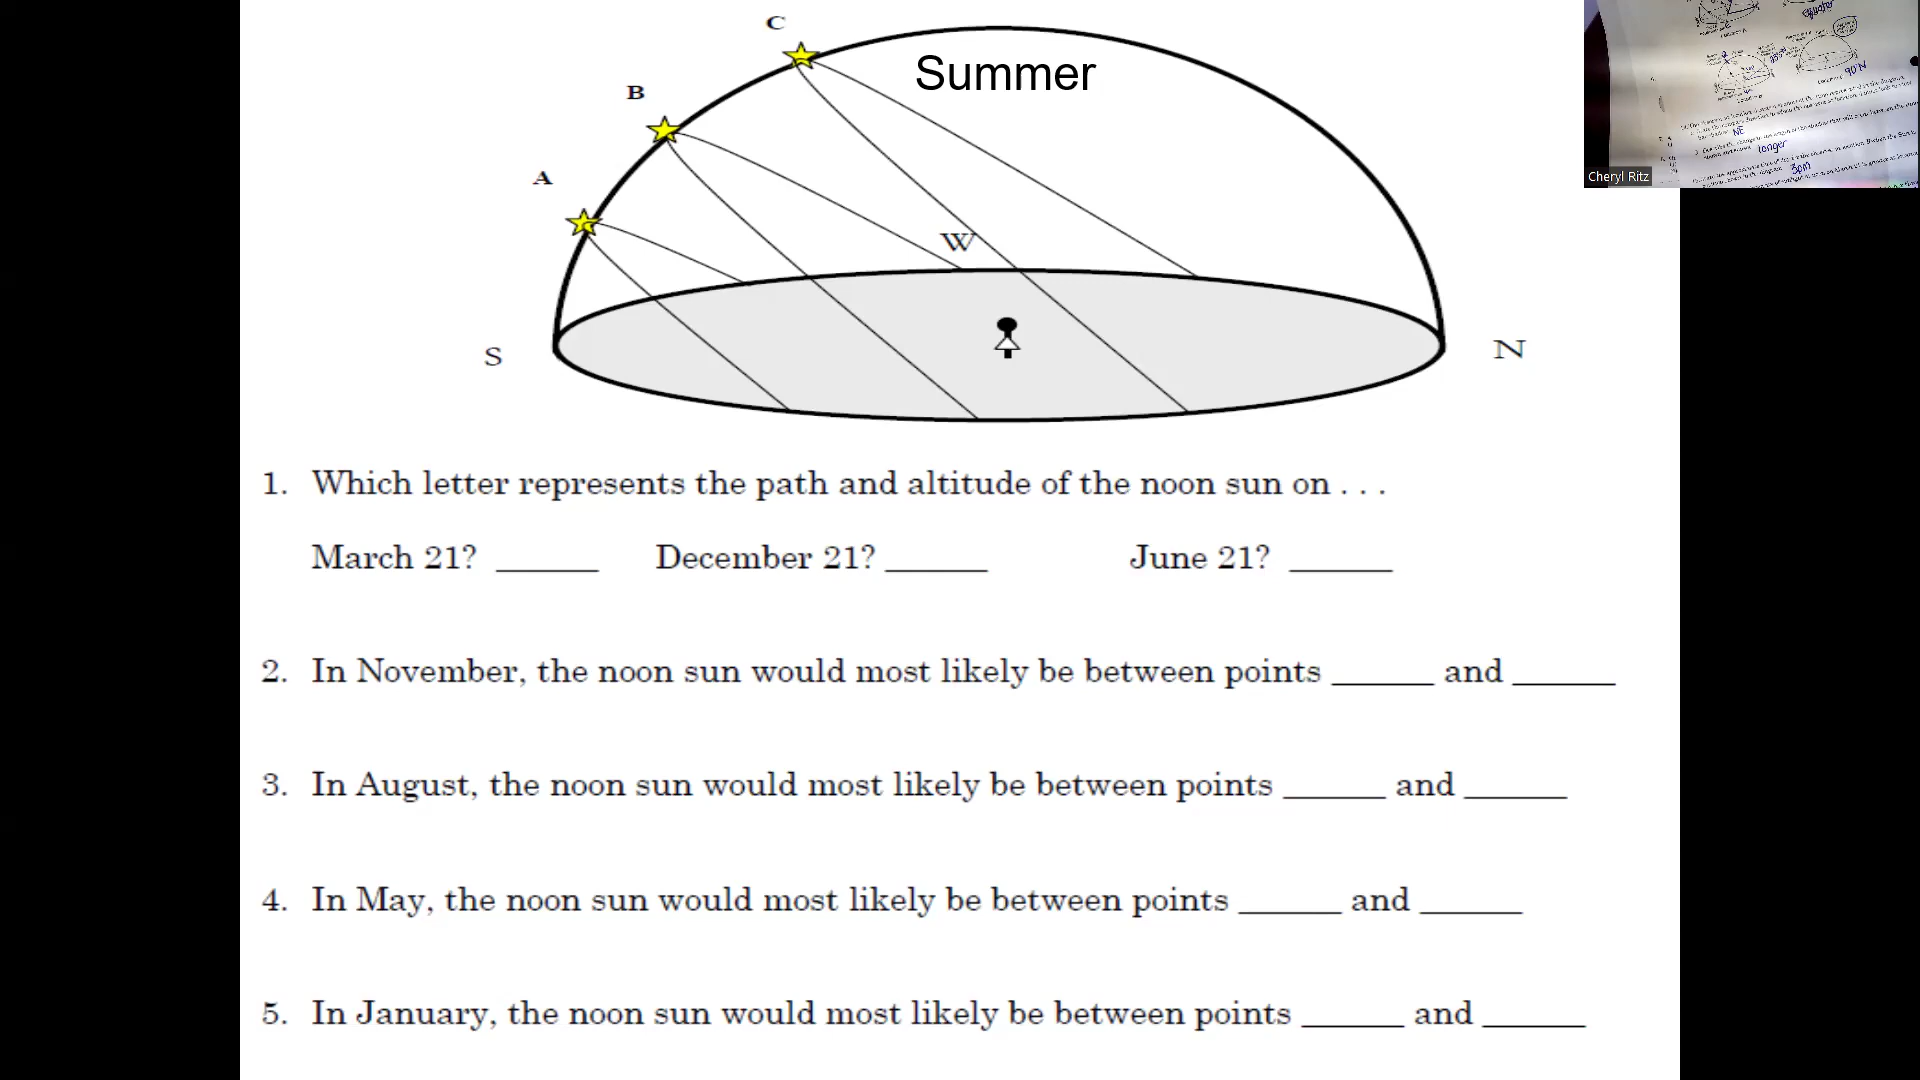 C
Summer
B
A
W
S
N
1. Which letter represents the path and altitude of the noon sun on . . .
March 21? ______ December 21? ______ June 21? ______
2. In November, the noon sun would most likely be between points ______ and ______
3. In August, the noon sun would most likely be between points ______ and ______
4. In May, the noon sun would most likely be between points ______ and ______
5. In January, the noon sun would most likely be between points ______ and ______
90°N
NE
longer
3pm
Cheryl Ritz